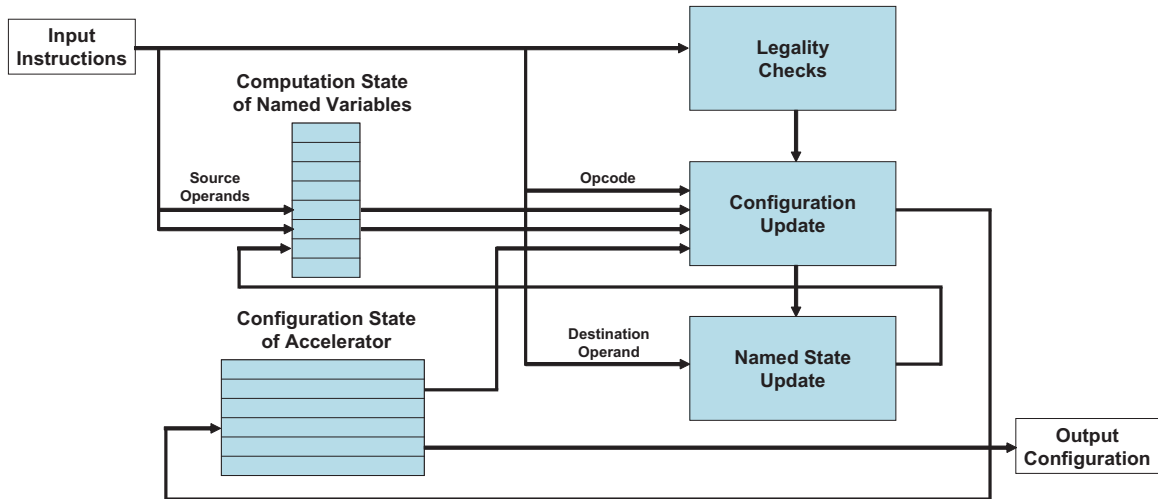 Input
Instructions
Legality
Checks
Computation State
of Named Variables
Source
Operands
Opcode
Configuration
Update
Configuration State
of Accelerator
Destination
Operand
Named State
Update
Output
Configuration